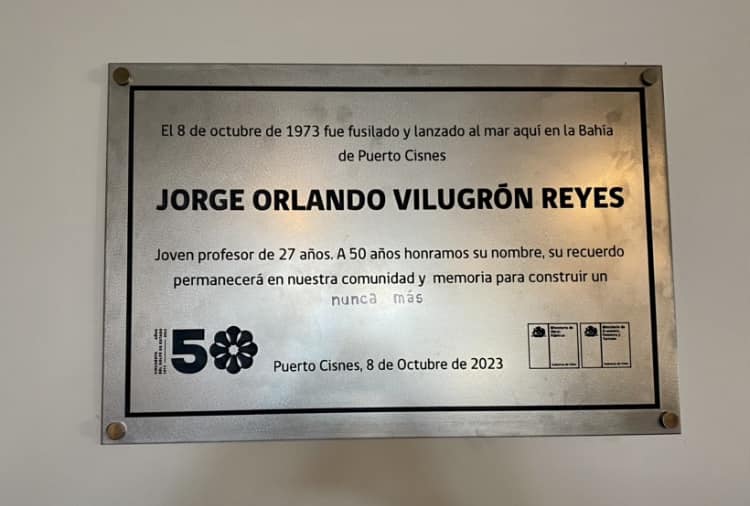 El 8 de octubre de 1973 fue fusilado y lanzado al mar aquí en la Bahía
de Puerto Cisnes
JORGE ORLANDO VILUGRÓN REYES
Joven profesor de 27 años. A 50 años honramos su nombre, su recuerdo
permanecerá en nuestra comunidad y memoria para construir un
nunca más
50
Puerto Cisnes, 8 de Octubre de 2023